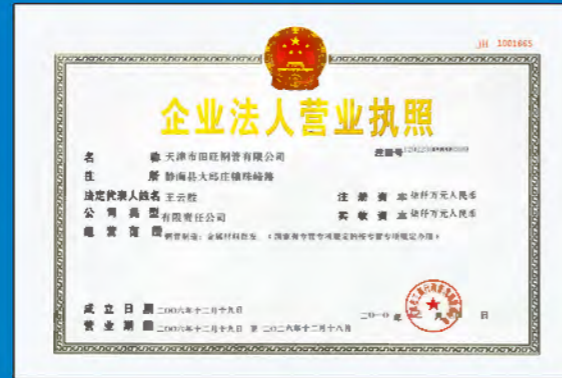 JH 1001665
企业法人营业执照
名 称 天津市田旺钢管有限公司
注册号
住 所 静海县大邱庄镇
法定代表人姓名 王云胜
注 册 资 本 柒仟万元人民币
公 司 类 型 有限责任公司
实 收 资 本 柒仟万元人民币
经 营 范 围 钢管制造；金属材料批发。（国家有专营专项规定的按专营专项规定办理）
成 立 日 期 二〇〇六年十二月十九日
二〇一〇 年 月 日
营 业 期 限 二〇〇六年十二月十九日 至 二〇二六年十二月十八日